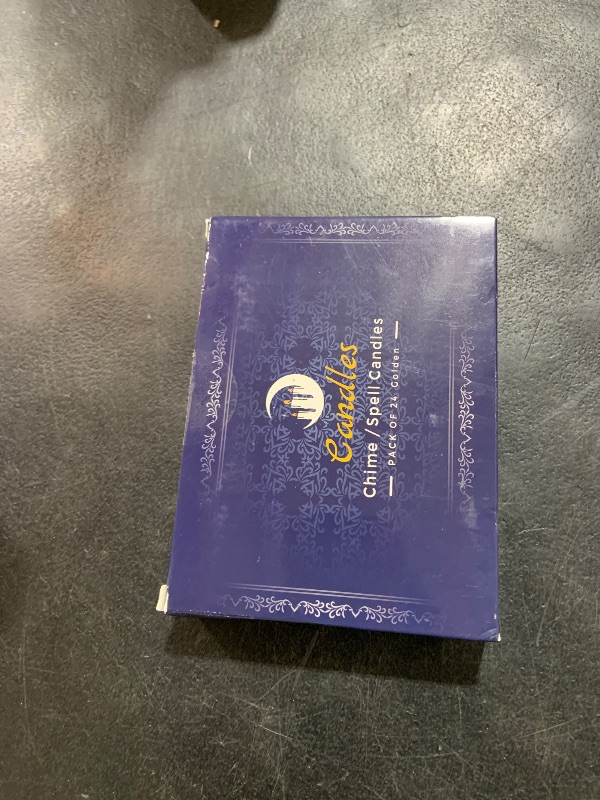 Candles
Chime / Spell Candles
PACK OF 24 Golden